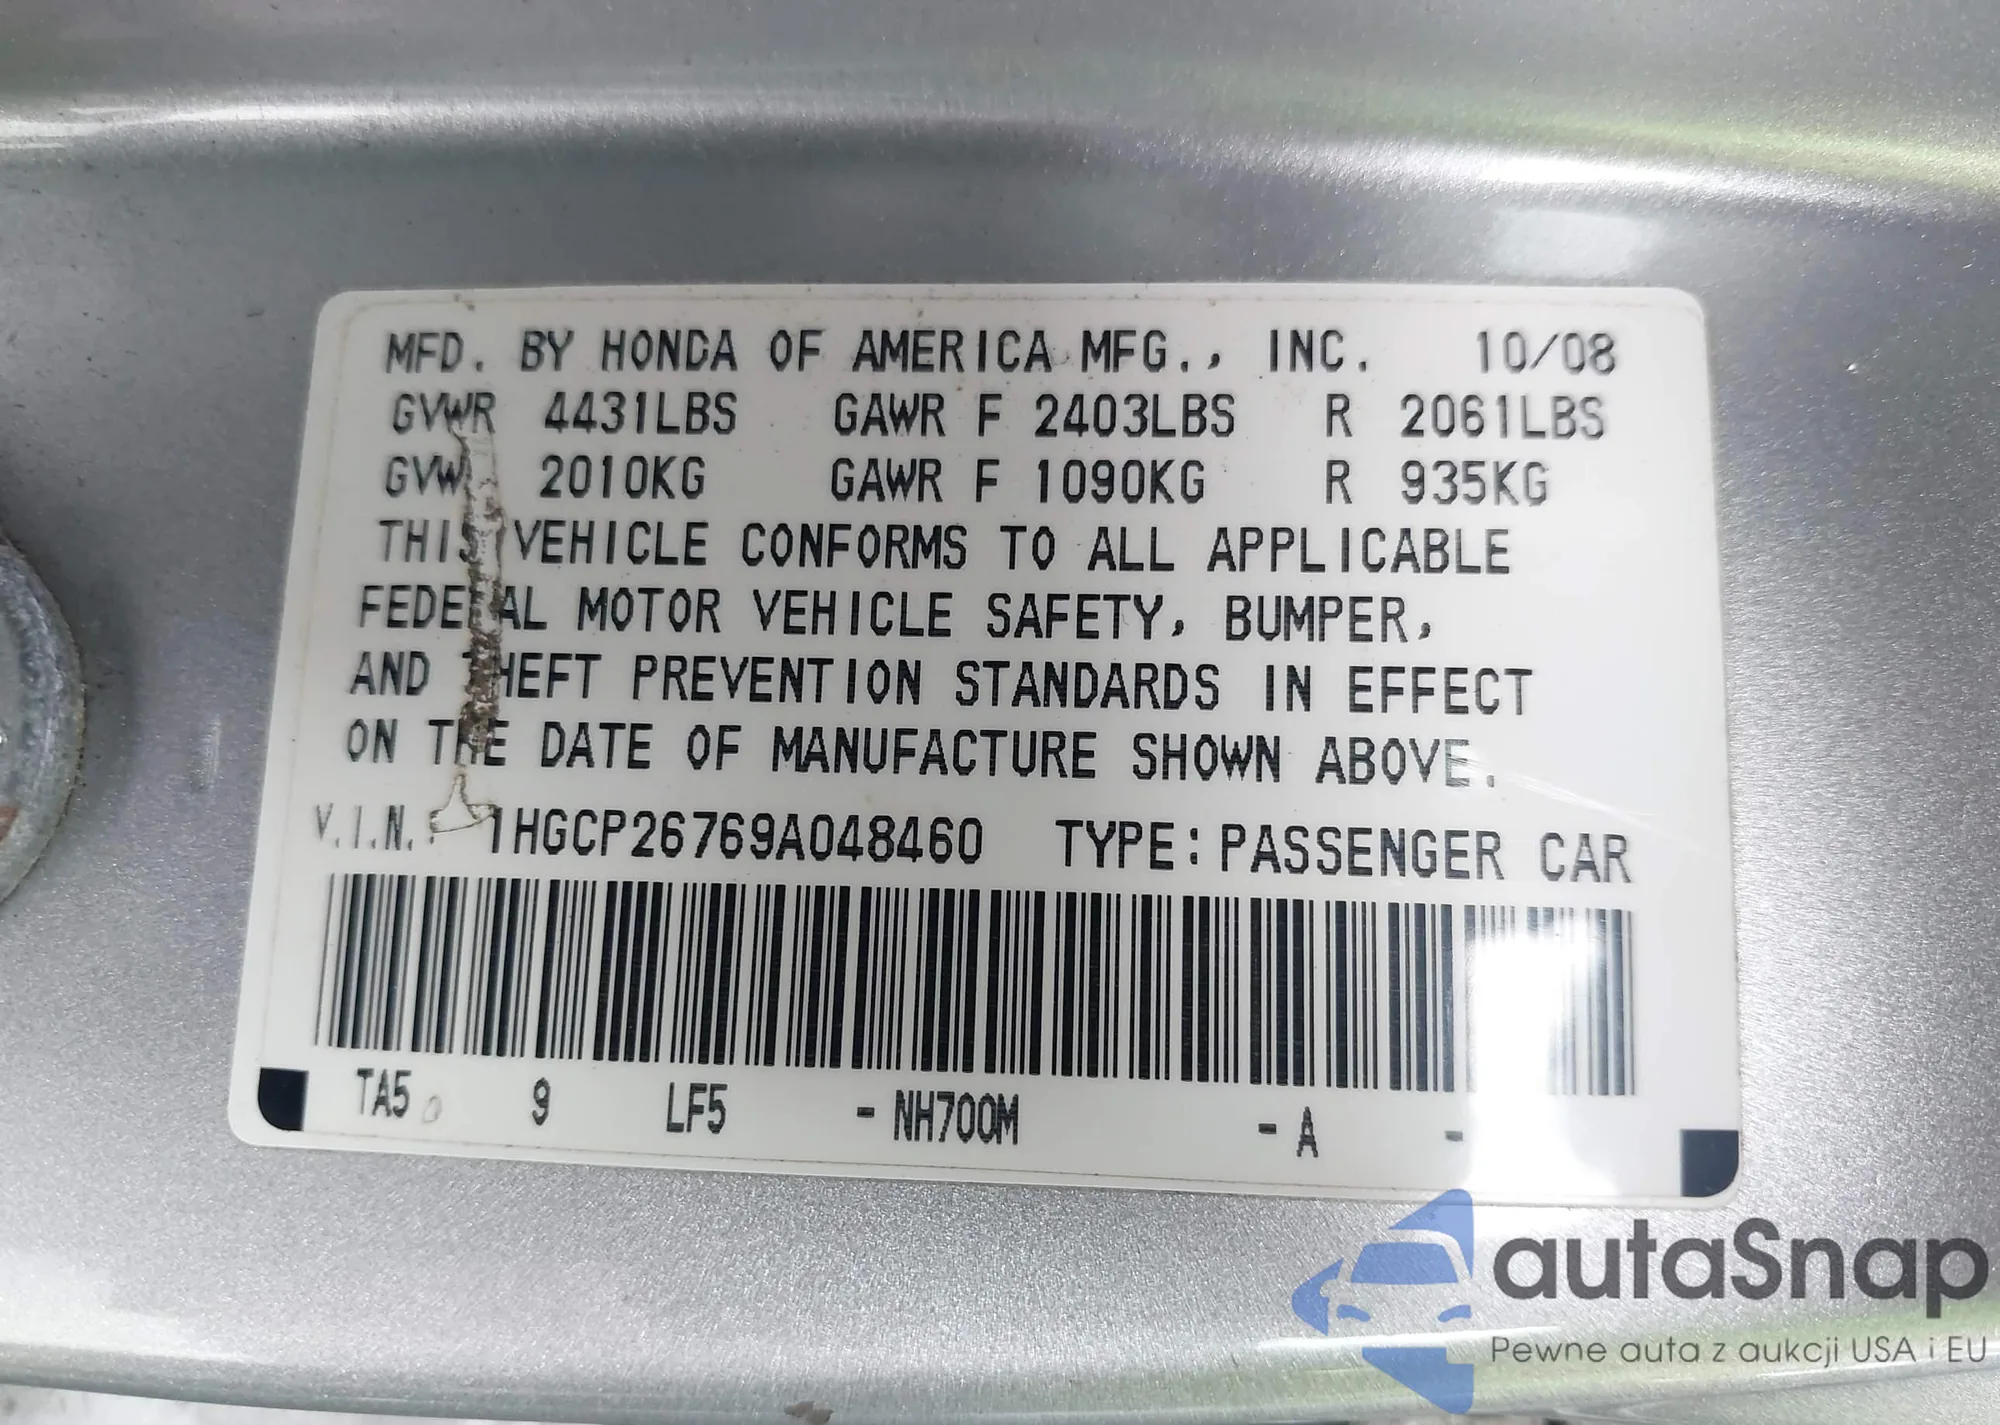 MFD. BY HONDA OF AMERICA MFG., INC. 10/08
GVWR 4431LBS GAWR F 2403LBS R 2061LBS
GVW 2010KG GAWR F 1090KG R 935KG
THIS VEHICLE CONFORMS TO ALL APPLICABLE
FEDERAL MOTOR VEHICLE SAFETY, BUMPER,
AND THEFT PREVENTION STANDARDS IN EFFECT
ON THE DATE OF MANUFACTURE SHOWN ABOVE.
V.I.N.: 1HGCP26769A048460 TYPE:PASSENGER CAR
TA5 9 LF5 -NH700M -A -
autaSnap
Pewne auta z aukcji USA i EU